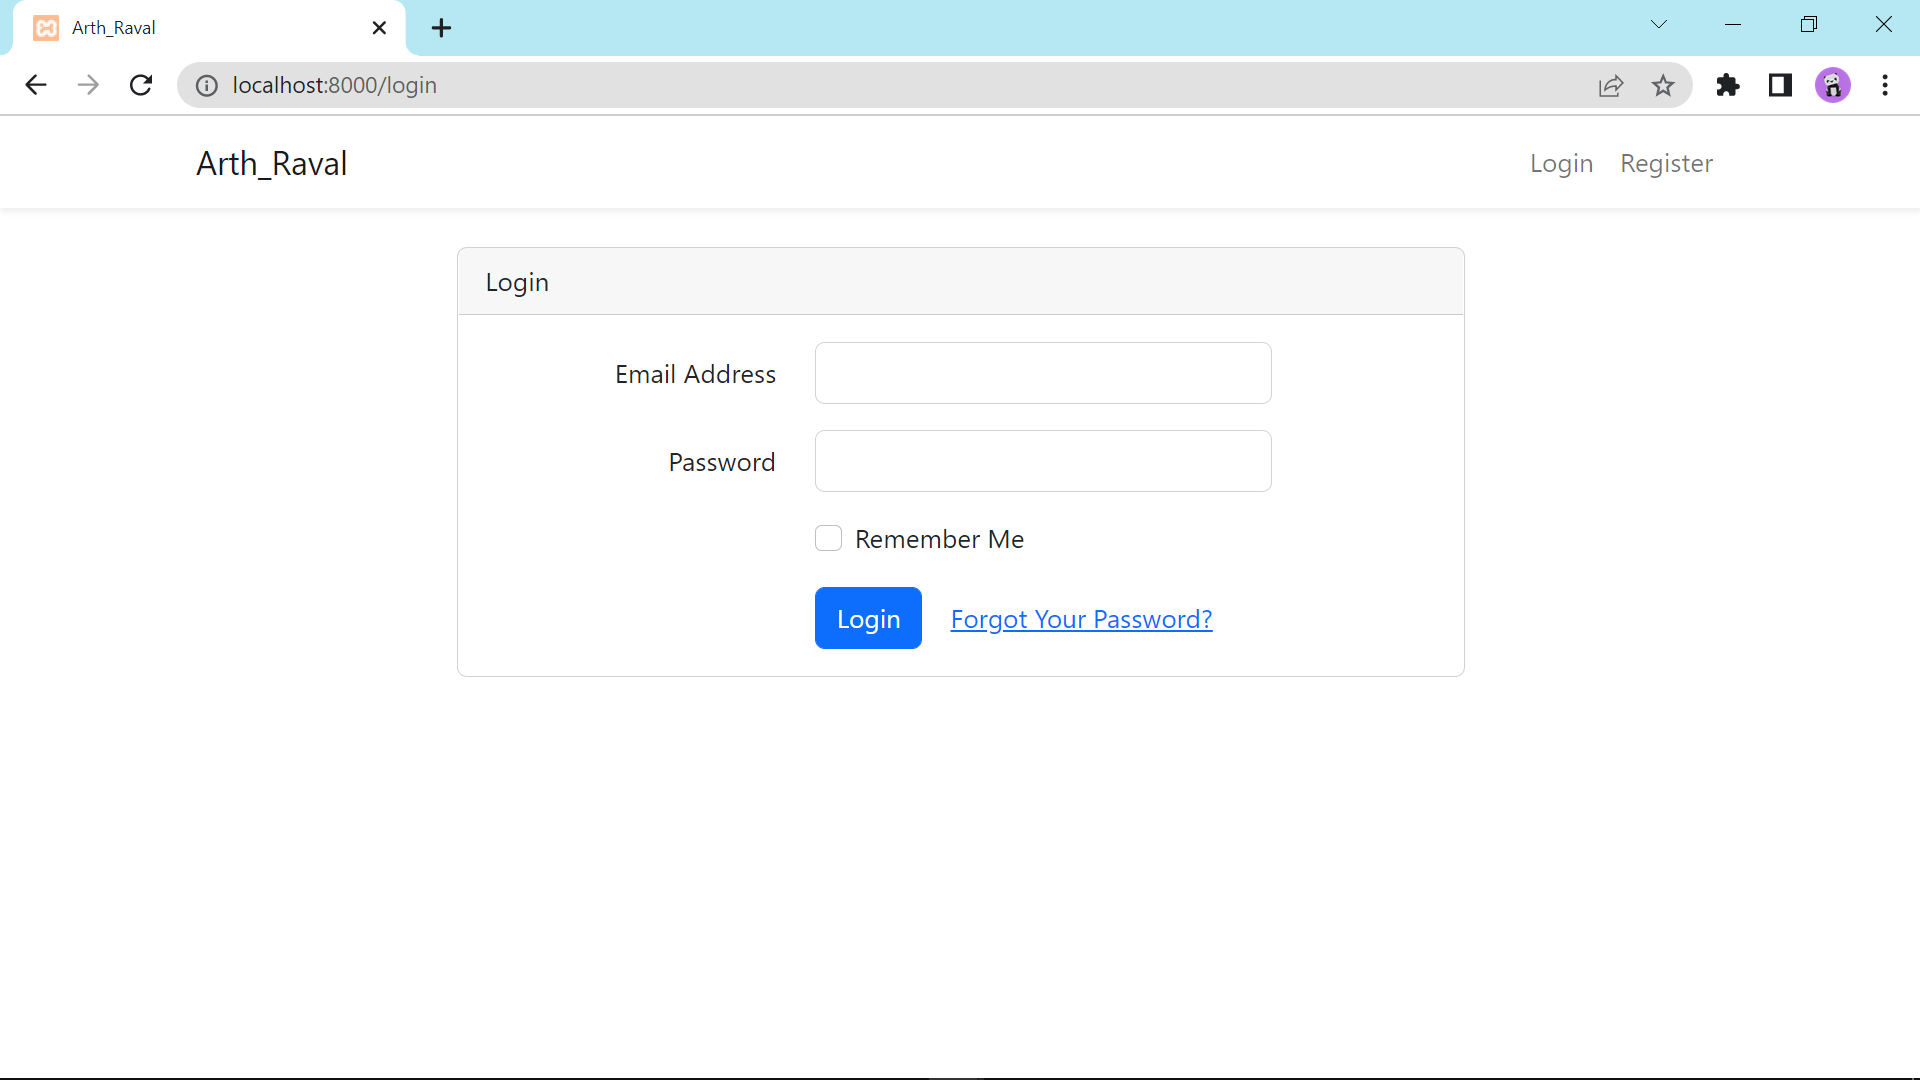 Arth_Raval
localhost:8000/login
Arth_Raval
Login Register
Login
Email Address
Password
Remember Me
Login Forgot Your Password?